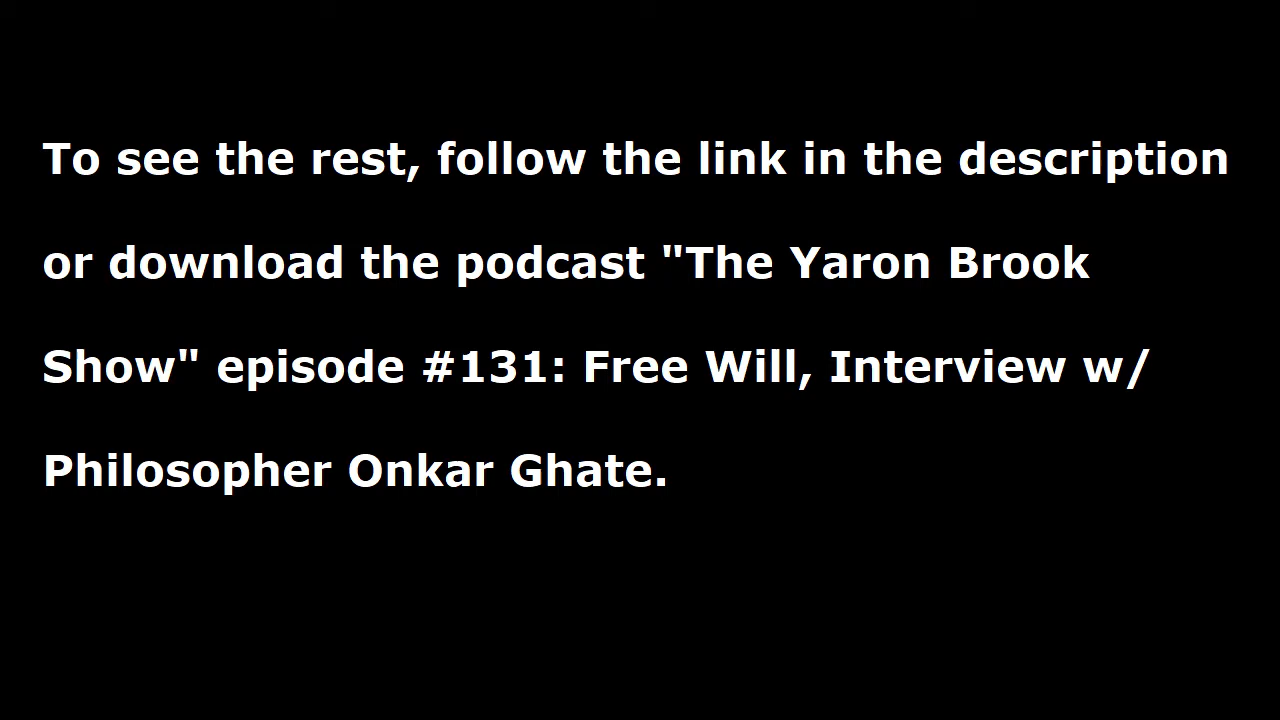 To see the rest, follow the link in the description
or download the podcast "The Yaron Brook
Show" episode #131: Free Will, Interview w/
Philosopher Onkar Ghate.